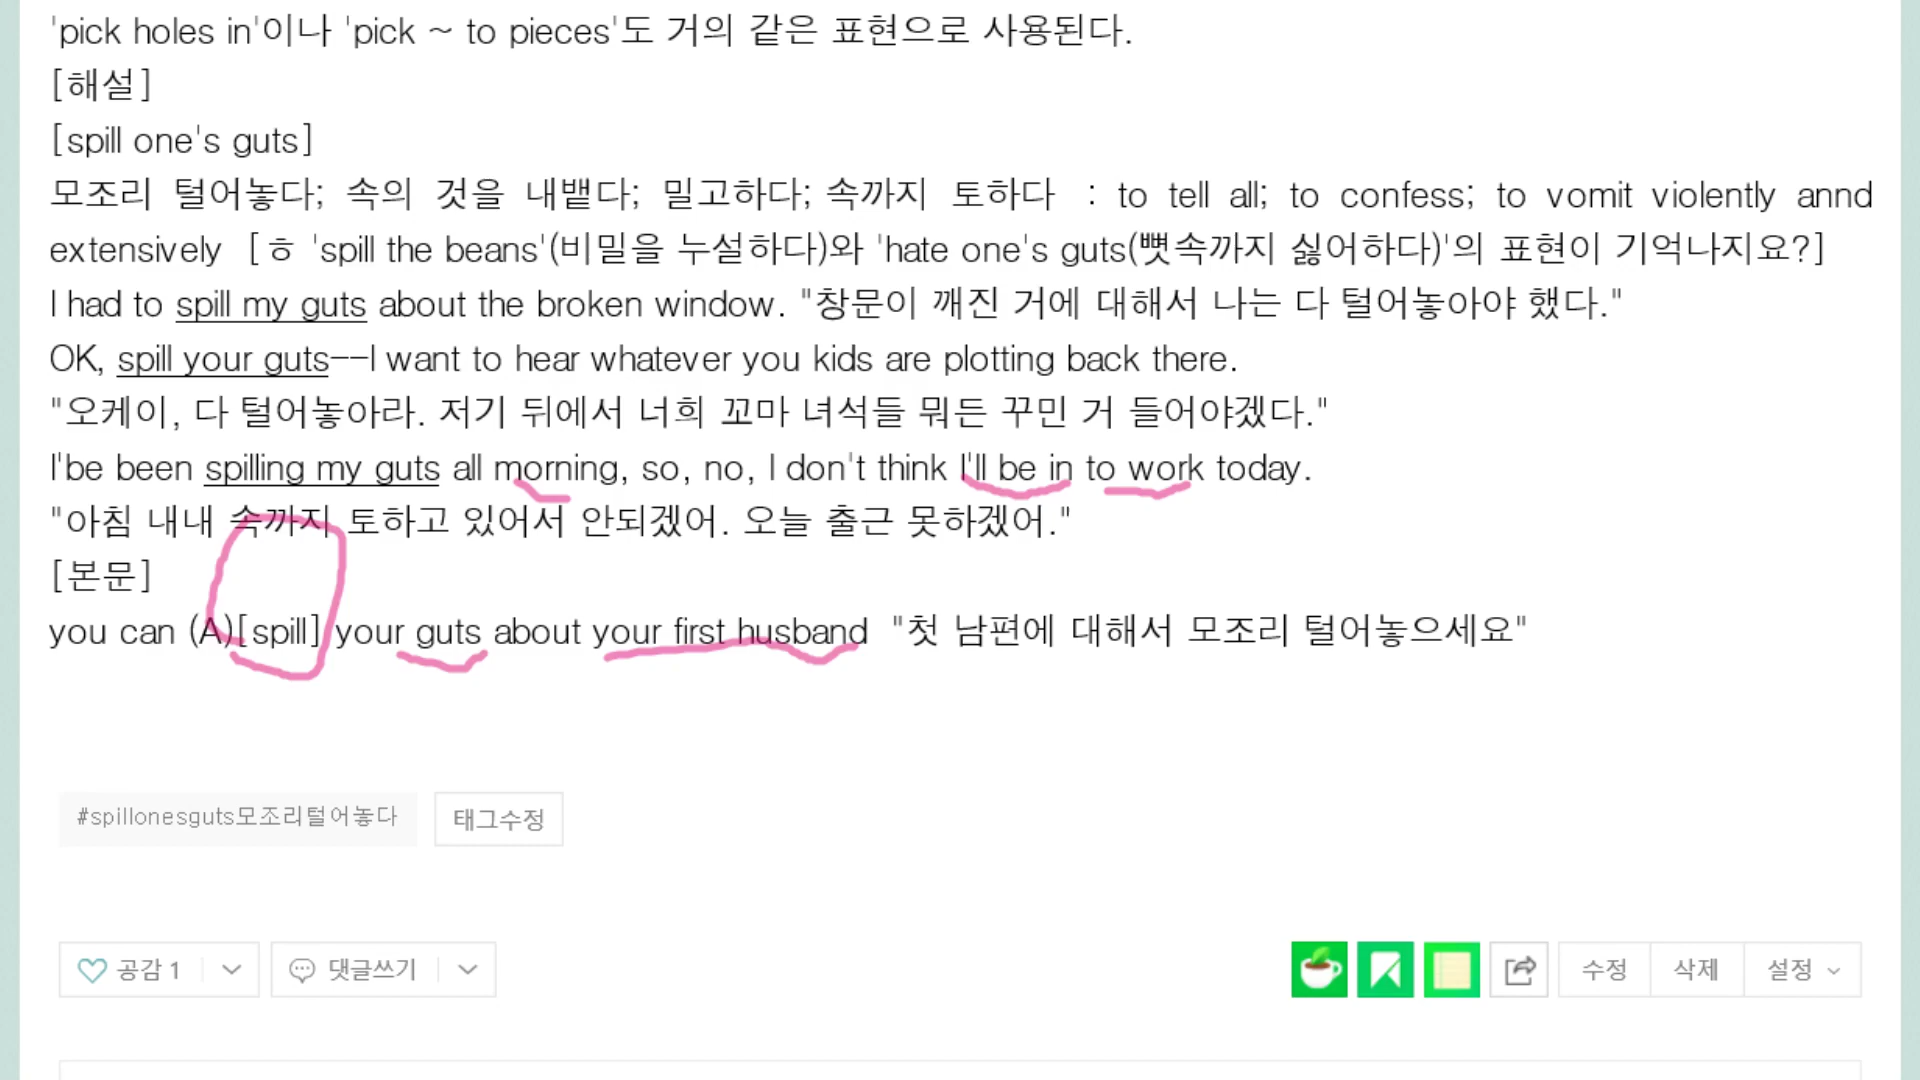 'pick holes in'이나 'pick ~ to pieces'도 거의 같은 표현으로 사용된다.
[해설]
[spill one's guts]
모조리 털어놓다; 속의 것을 내뱉다; 밀고하다; 속까지 토하다 : to tell all; to confess; to vomit violently annd
extensively [ㅎ 'spill the beans'(비밀을 누설하다)와 'hate one's guts(뼛속까지 싫어하다)'의 표현이 기억나지요?]
I had to spill my guts about the broken window. "창문이 깨진 거에 대해서 나는 다 털어놓아야 했다."
OK, spill your guts--I want to hear whatever you kids are plotting back there.
"오케이, 다 털어놓아라. 저기 뒤에서 너희 꼬마 녀석들 뭐든 꾸민 거 들어야겠다."
I'be been spilling my guts all morning, so, no, I don't think I'll be in to work today.
"아침 내내 속까지 토하고 있어서 안되겠어. 오늘 출근 못하겠어."
[본문]
you can (A)[spill] your guts about your first husband "첫 남편에 대해서 모조리 털어놓으세요"
#spillonesguts모조리털어놓다 태그수정
공감 1 댓글쓰기 수정 삭제 설정